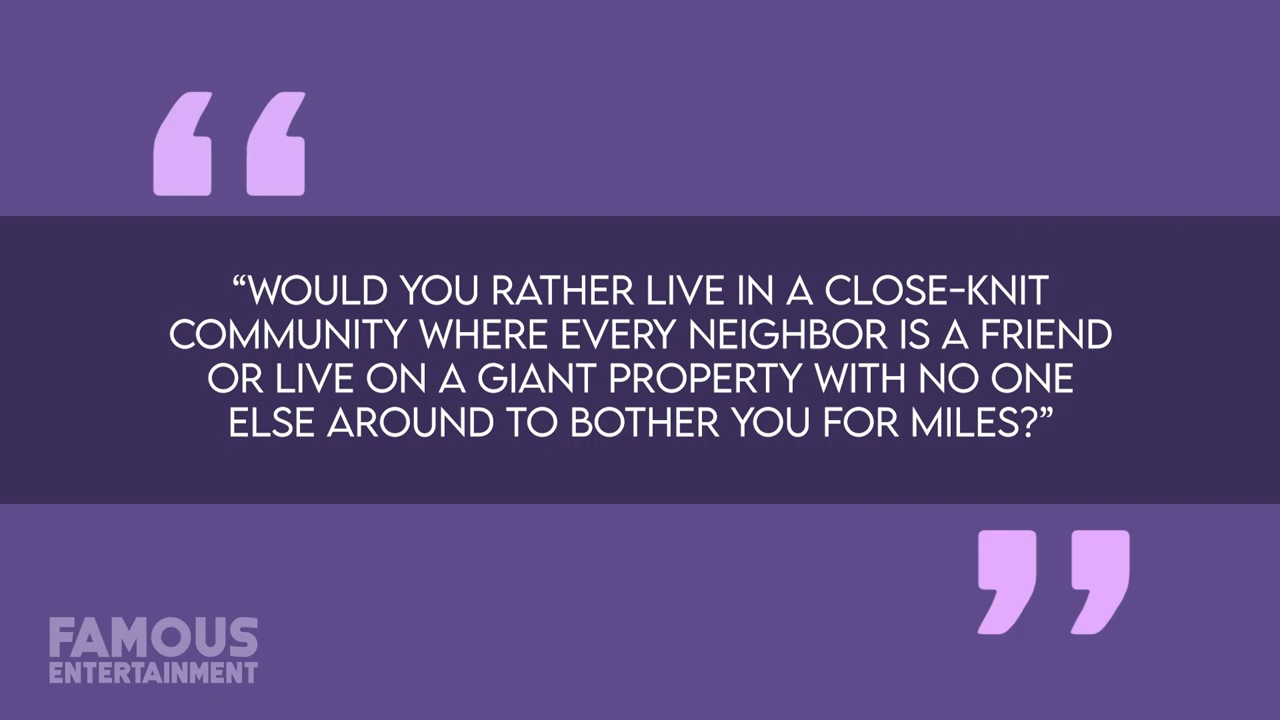 “WOULD YOU RATHER LIVE IN A CLOSE-KNIT
COMMUNITY WHERE EVERY NEIGHBOR IS A FRIEND
OR LIVE ON A GIANT PROPERTY WITH NO ONE
ELSE AROUND TO BOTHER YOU FOR MILES?”
FAMOUS
ENTERTAINMENT